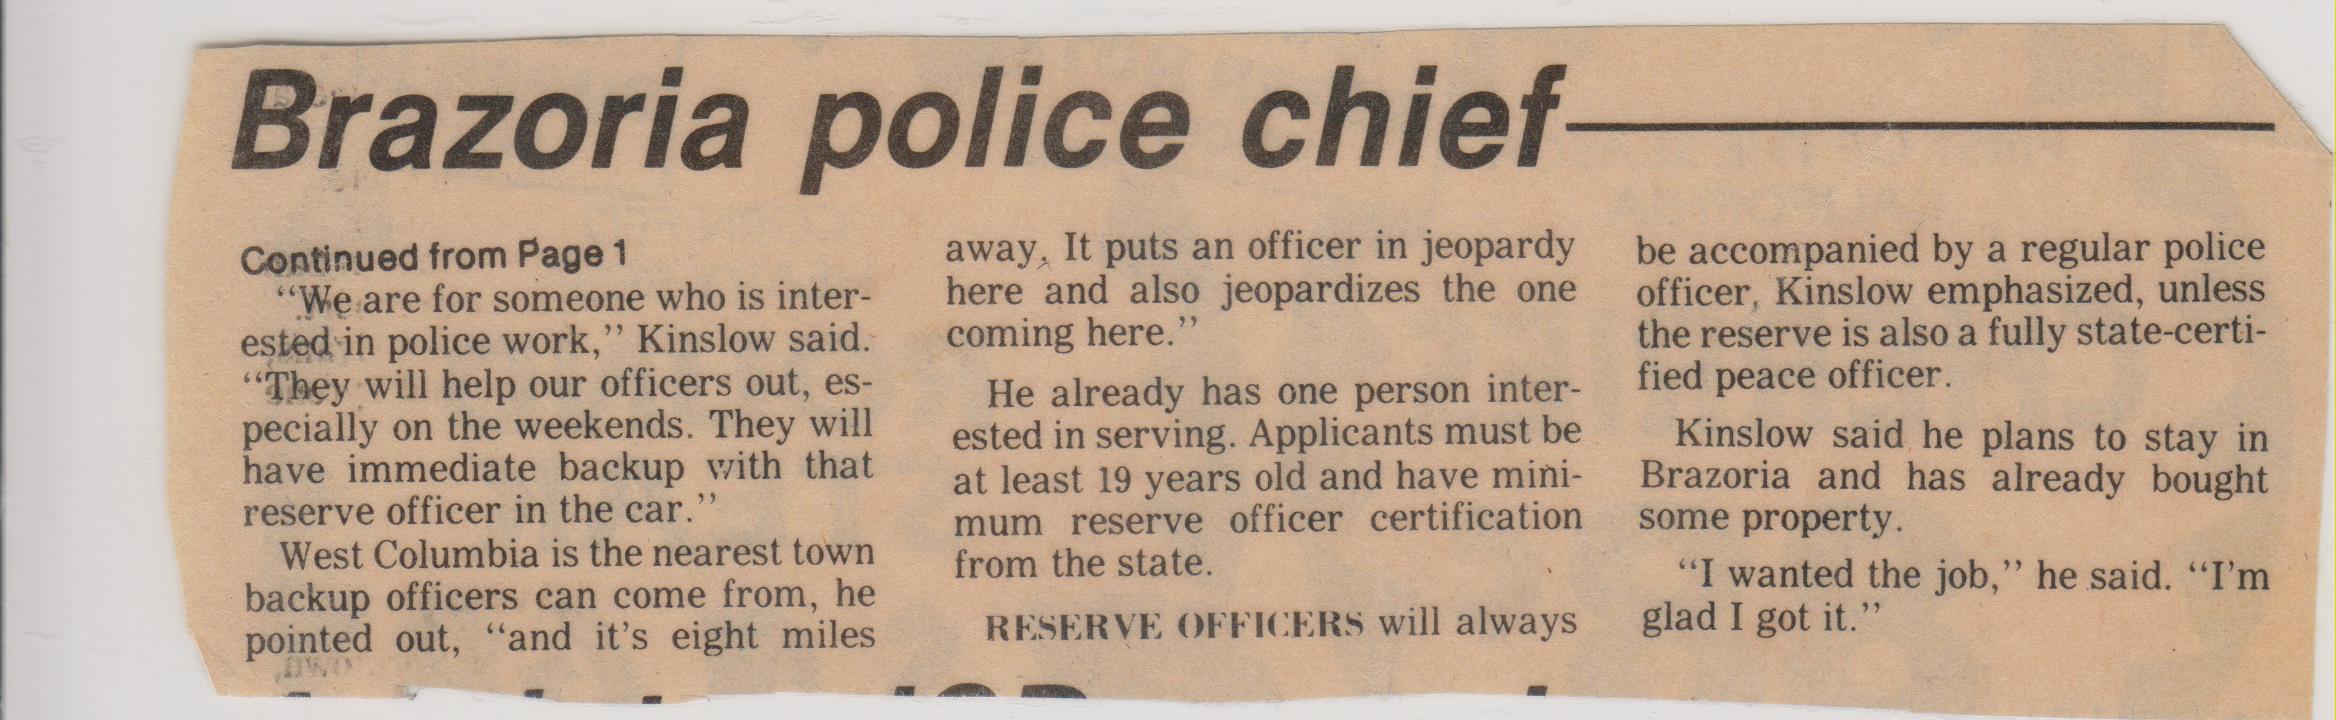 Brazoria police chief
Continued from Page 1
“We are for someone who is inter-
ested in police work,” Kinslow said.
“They will help our officers out, es-
pecially on the weekends. They will
have immediate backup with that
reserve officer in the car.”
West Columbia is the nearest town
backup officers can come from, he
pointed out, “and it’s eight miles
away. It puts an officer in jeopardy
here and also jeopardizes the one
coming here.”
He already has one person inter-
ested in serving. Applicants must be
at least 19 years old and have mini-
mum reserve officer certification
from the state.
RESERVE OFFICERS will always
be accompanied by a regular police
officer, Kinslow emphasized, unless
the reserve is also a fully state-certi-
fied peace officer.
Kinslow said he plans to stay in
Brazoria and has already bought
some property.
“I wanted the job,” he said. “I’m
glad I got it.”